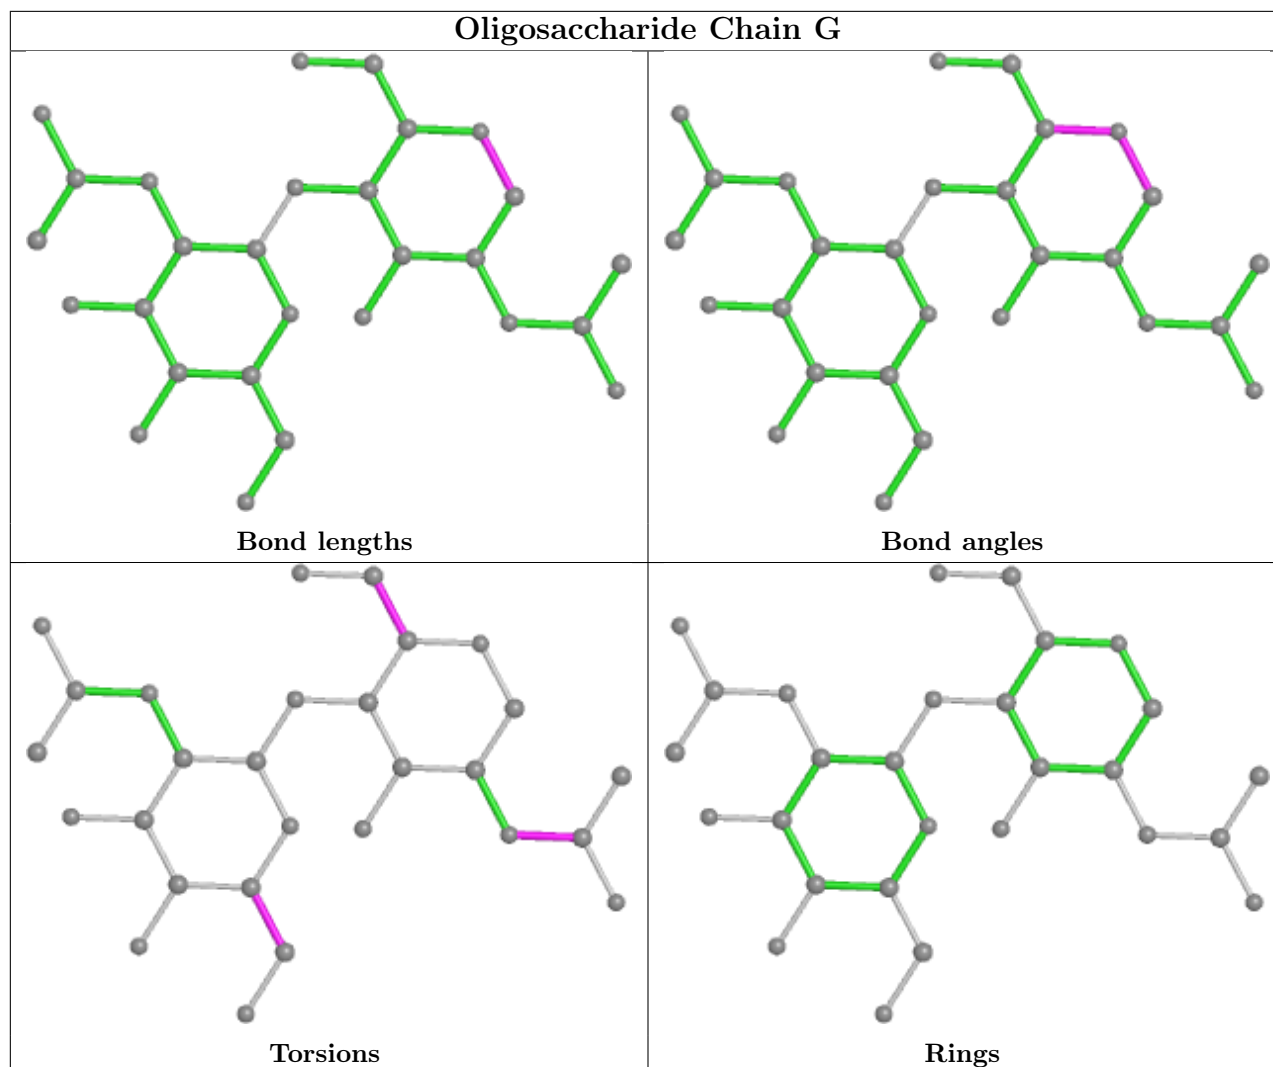 Oligosaccharide Chain G
Bond lengths
Bond angles
Torsions
Rings